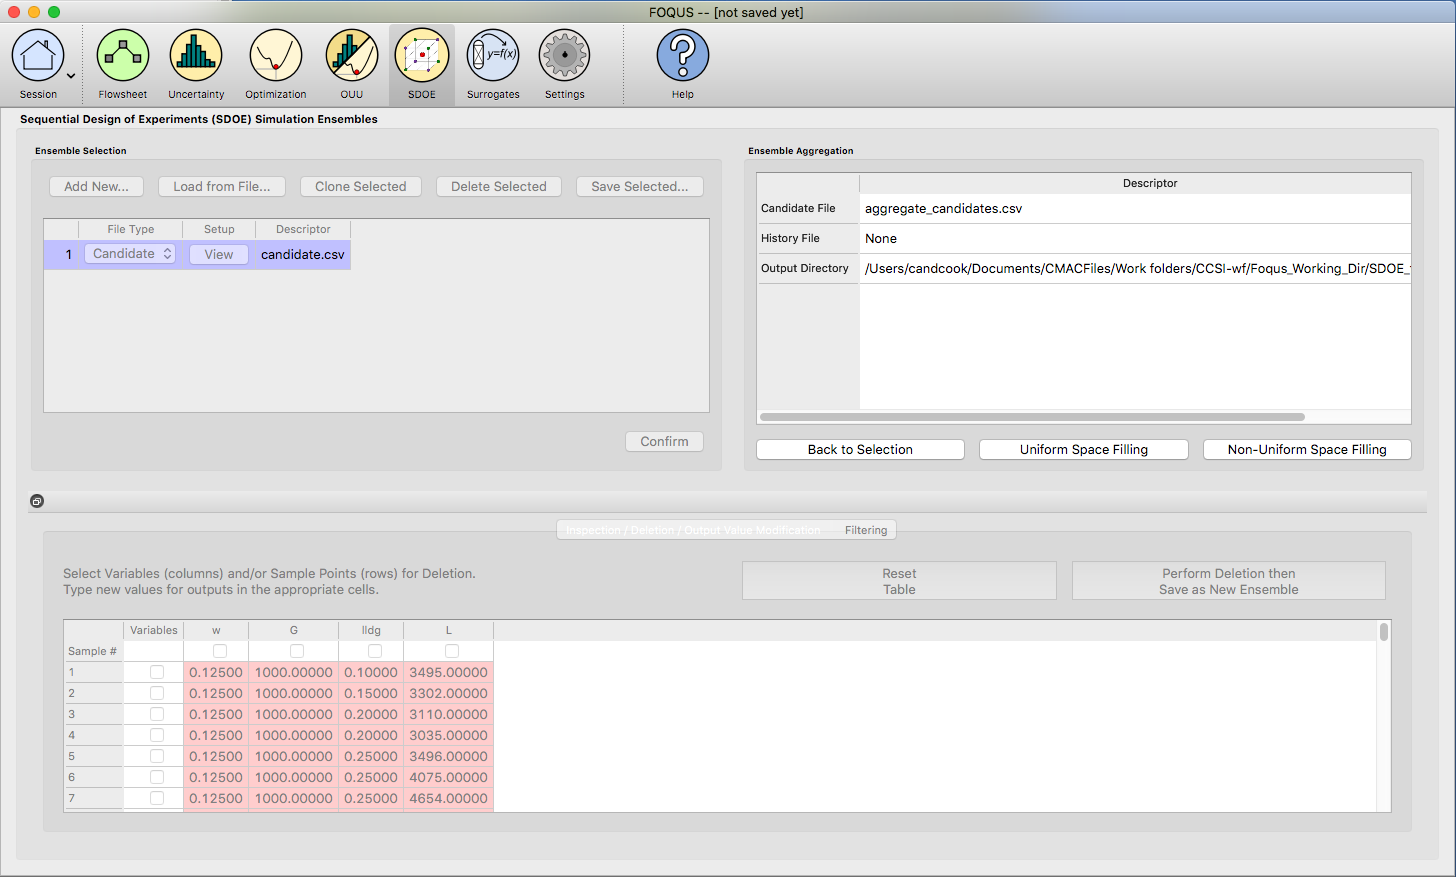 FOQUS -- [not saved yet]
y=f(x)
Session Flowsheet Uncertainty Optimization OUU SDOE Surrogates Settings Help
Sequential Design of Experiments (SDOE) Simulation Ensembles
Ensemble Selection
Add New... Load from File... Clone Selected Delete Selected Save Selected...
File Type Setup Descriptor
1 Candidate View candidate.csv
Confirm
Ensemble Aggregation
Descriptor
Candidate File aggregate_candidates.csv
History File None
Output Directory /Users/candcook/Documents/CMACFiles/Work folders/CCSI-wf/Foqus_Working_Dir/SDOE_
Back to Selection Uniform Space Filling Non-Uniform Space Filling
Inspection / Deletion / Output Value Modification Filtering
Select Variables (columns) and/or Sample Points (rows) for Deletion.
Type new values for outputs in the appropriate cells.
Reset
Table
Perform Deletion then
Save as New Ensemble
Variables w G lldg L
Sample #
1 0.12500 1000.00000 0.10000 3495.00000
2 0.12500 1000.00000 0.15000 3302.00000
3 0.12500 1000.00000 0.20000 3110.00000
4 0.12500 1000.00000 0.20000 3035.00000
5 0.12500 1000.00000 0.25000 3496.00000
6 0.12500 1000.00000 0.25000 4075.00000
7 0.12500 1000.00000 0.25000 4654.00000